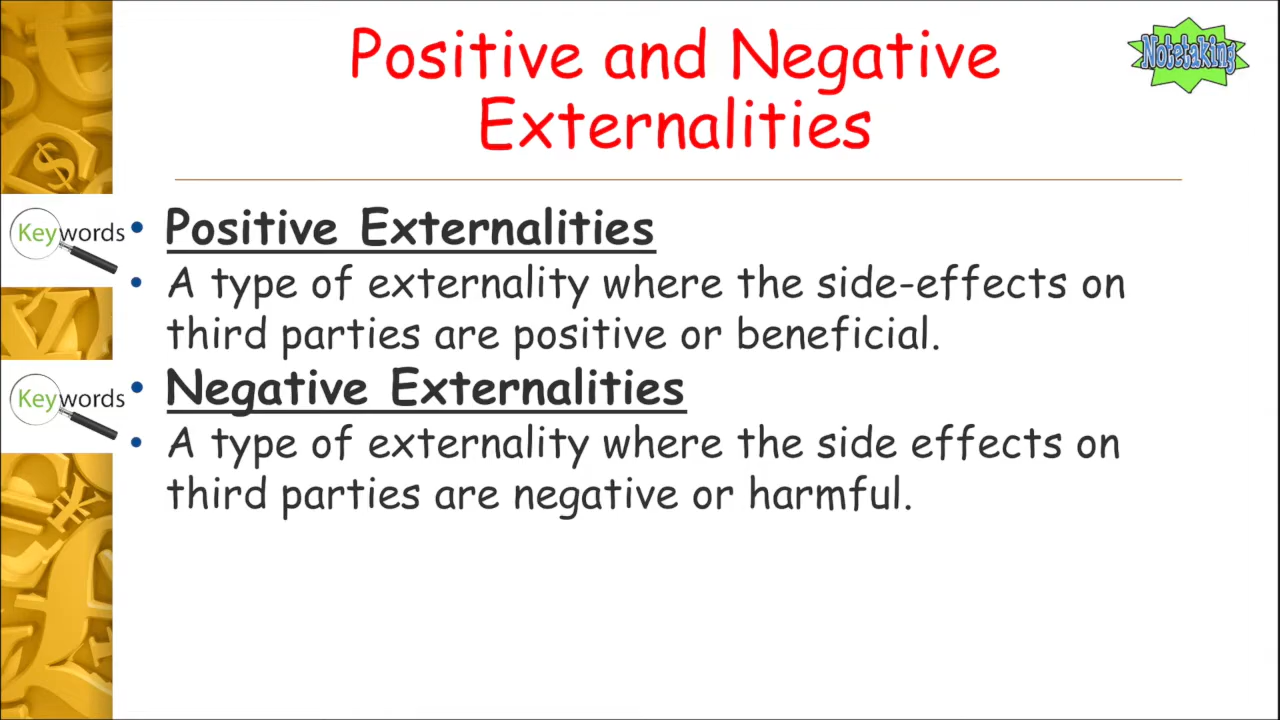 Positive and Negative
Externalities
Notetaking
Keywords
• Positive Externalities
• A type of externality where the side-effects on
third parties are positive or beneficial.
Keywords
• Negative Externalities
• A type of externality where the side effects on
third parties are negative or harmful.